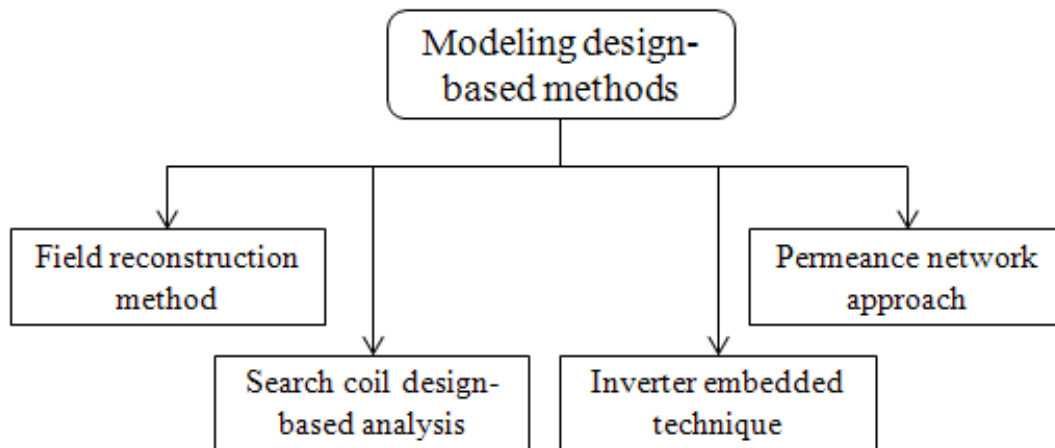 Modeling design-
based methods
Field reconstruction
method
Permeance network
approach
Search coil design-
based analysis
Inverter embedded
technique